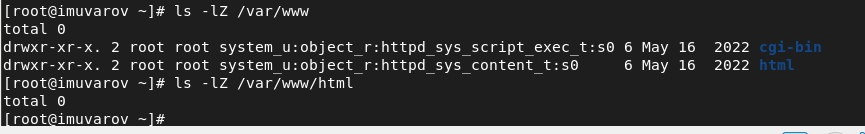 [root@imuvarov ~]# ls -lZ /var/www
total 0
drwxr-xr-x. 2 root root system_u:object_r:httpd_sys_script_exec_t:s0 6 May 16  2022 cgi-bin
drwxr-xr-x. 2 root root system_u:object_r:httpd_sys_content_t:s0     6 May 16  2022 html
[root@imuvarov ~]# ls -lZ /var/www/html
total 0
[root@imuvarov ~]#